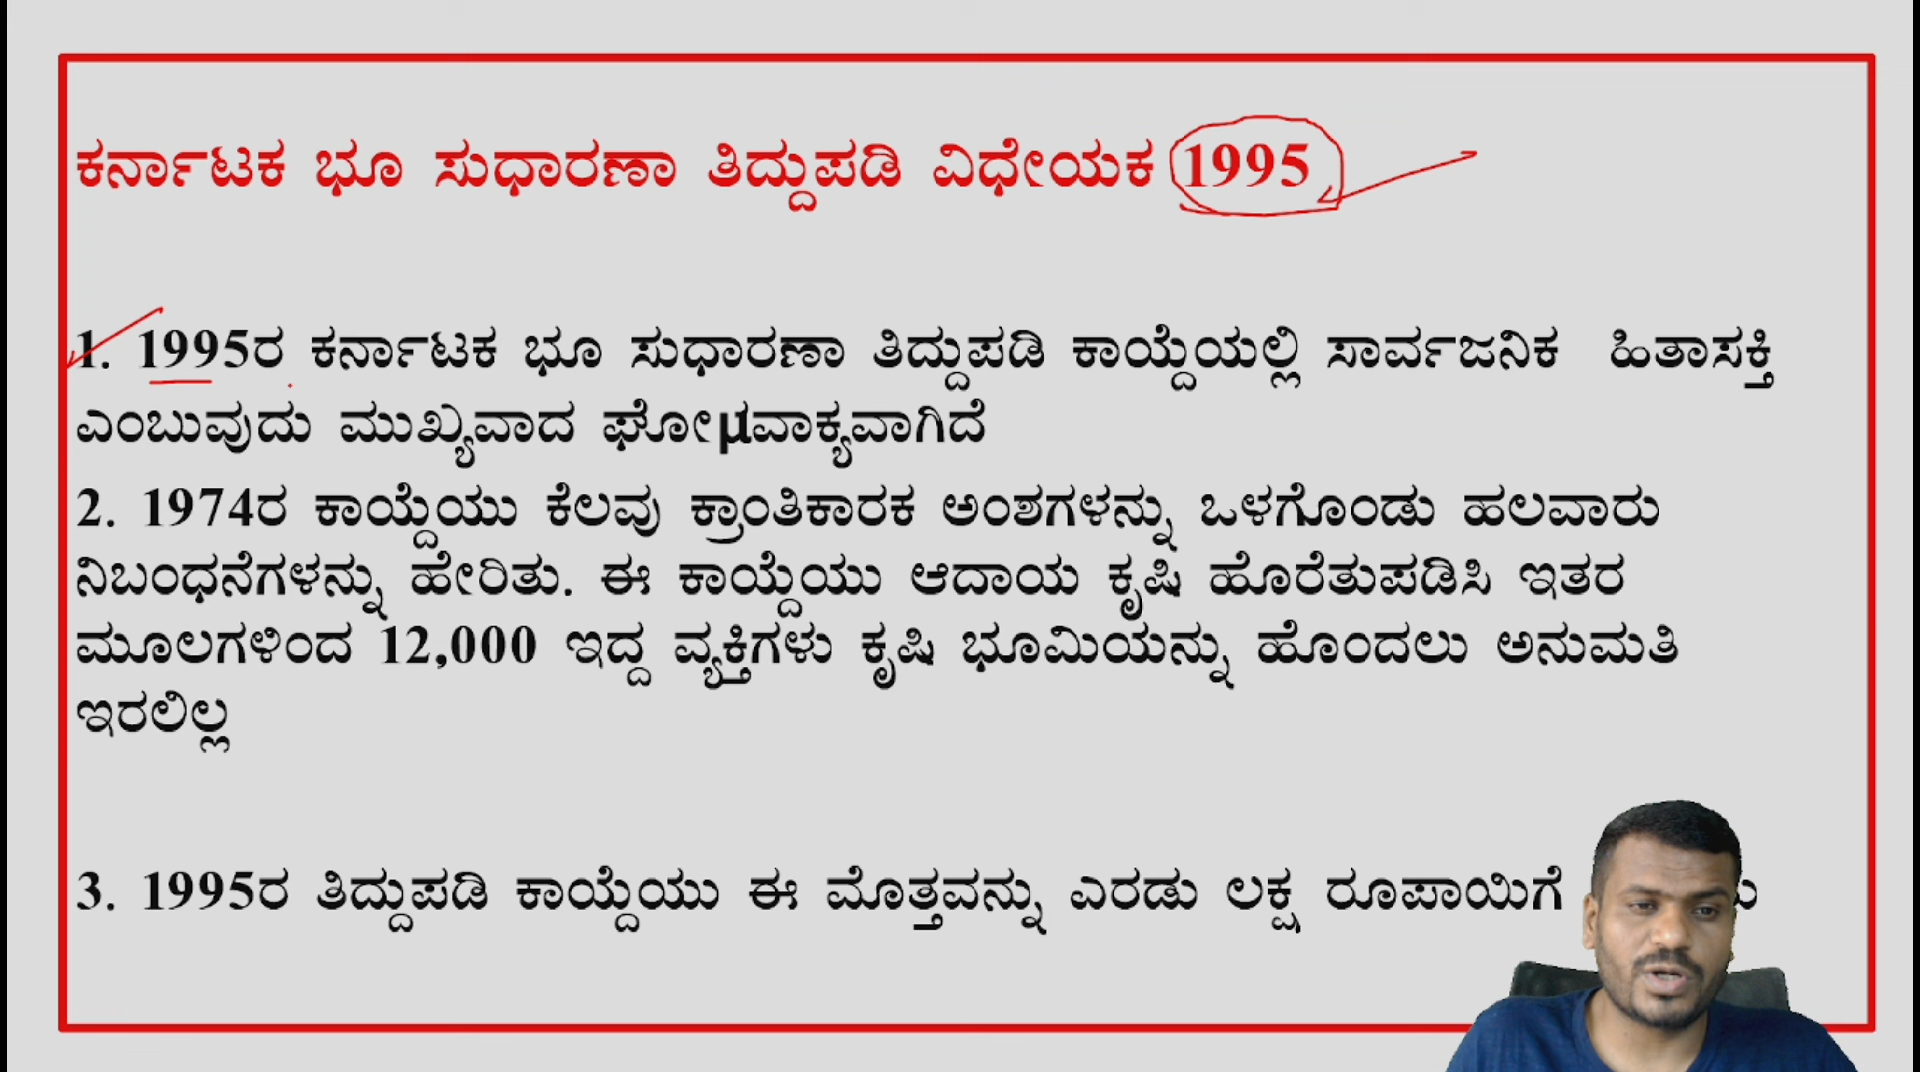 ಕರ್ನಾಟಕ ಭೂ ಸುಧಾರಣಾ ತಿದ್ದುಪಡಿ ವಿಧೇಯಕ 1995
1. 1995ರ ಕರ್ನಾಟಕ ಭೂ ಸುಧಾರಣಾ ತಿದ್ದುಪಡಿ ಕಾಯ್ದೆಯಲ್ಲಿ ಸಾರ್ವಜನಿಕ ಹಿತಾಸಕ್ತಿ
ಎಂಬುವುದು ಮುಖ್ಯವಾದ ಘೋµವಾಕ್ಯವಾಗಿದೆ
2. 1974ರ ಕಾಯ್ದೆಯು ಕೆಲವು ಕ್ರಾಂತಿಕಾರಕ ಅಂಶಗಳನ್ನು ಒಳಗೊಂಡು ಹಲವಾರು
ನಿಬಂಧನೆಗಳನ್ನು ಹೇರಿತು. ಈ ಕಾಯ್ದೆಯು ಆದಾಯ ಕೃಷಿ ಹೊರೆತುಪಡಿಸಿ ಇತರ
ಮೂಲಗಳಿಂದ 12,000 ಇದ್ದ ವ್ಯಕ್ತಿಗಳು ಕೃಷಿ ಭೂಮಿಯನ್ನು ಹೊಂದಲು ಅನುಮತಿ
ಇರಲಿಲ್ಲ
3. 1995ರ ತಿದ್ದುಪಡಿ ಕಾಯ್ದೆಯು ಈ ಮೊತ್ತವನ್ನು ಎರಡು ಲಕ್ಷ ರೂಪಾಯಿಗೆ